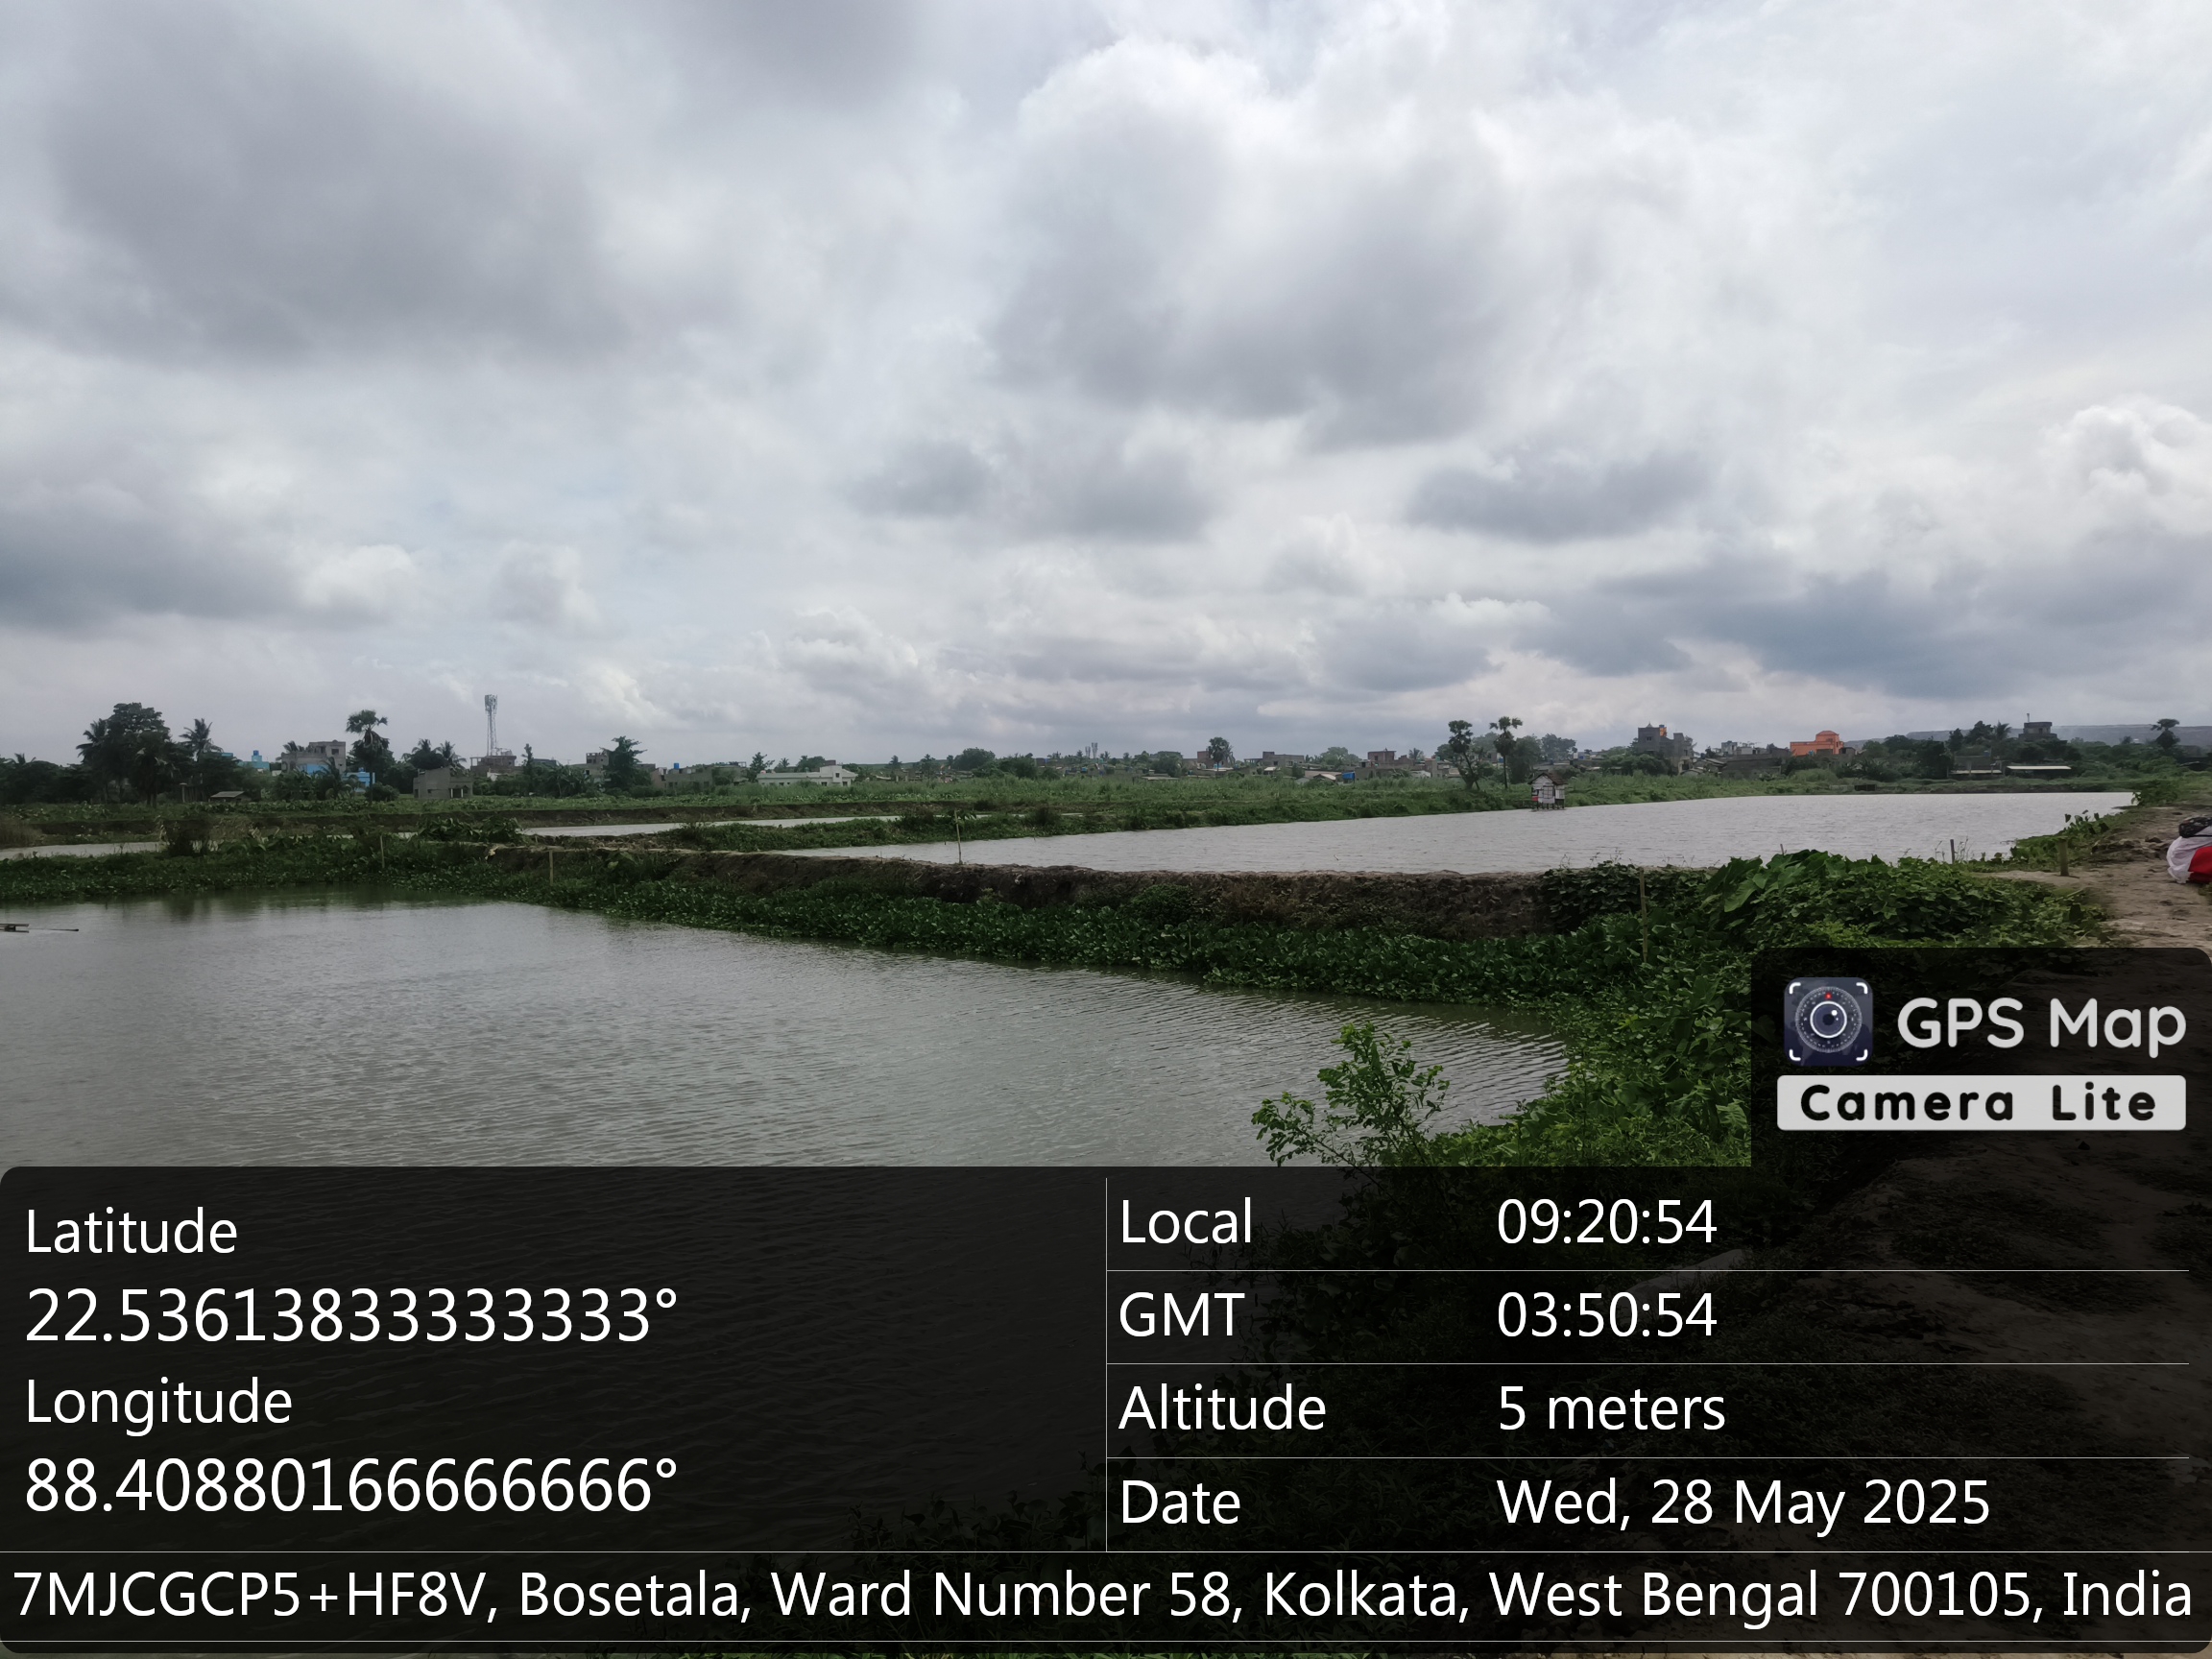 GPS Map
Camera Lite
Latitude
22.53613833333333°
Longitude
88.40880166666666°
Local 09:20:54
GMT 03:50:54
Altitude 5 meters
Date Wed, 28 May 2025
7MJCGCP5+HF8V, Bosetala, Ward Number 58, Kolkata, West Bengal 700105, India